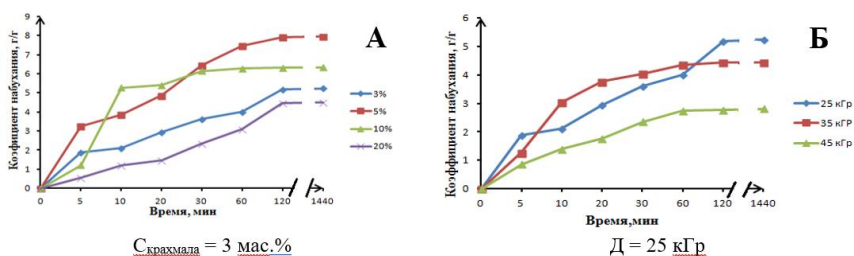 А
Коэффициент набухания, г/г
9
8
7
6
5
4
3
2
1
0
0 5 10 20 30 60 120 1440
Время, мин
3%
5%
10%
20%
Скрахмала = 3 мас.%
Б
Коэффициент набухания, г/г
6
5
4
3
2
1
0
0 5 10 20 30 60 120 1440
Время,мин
25 кГр
35 кГр
45 кГр
Д = 25 кГр